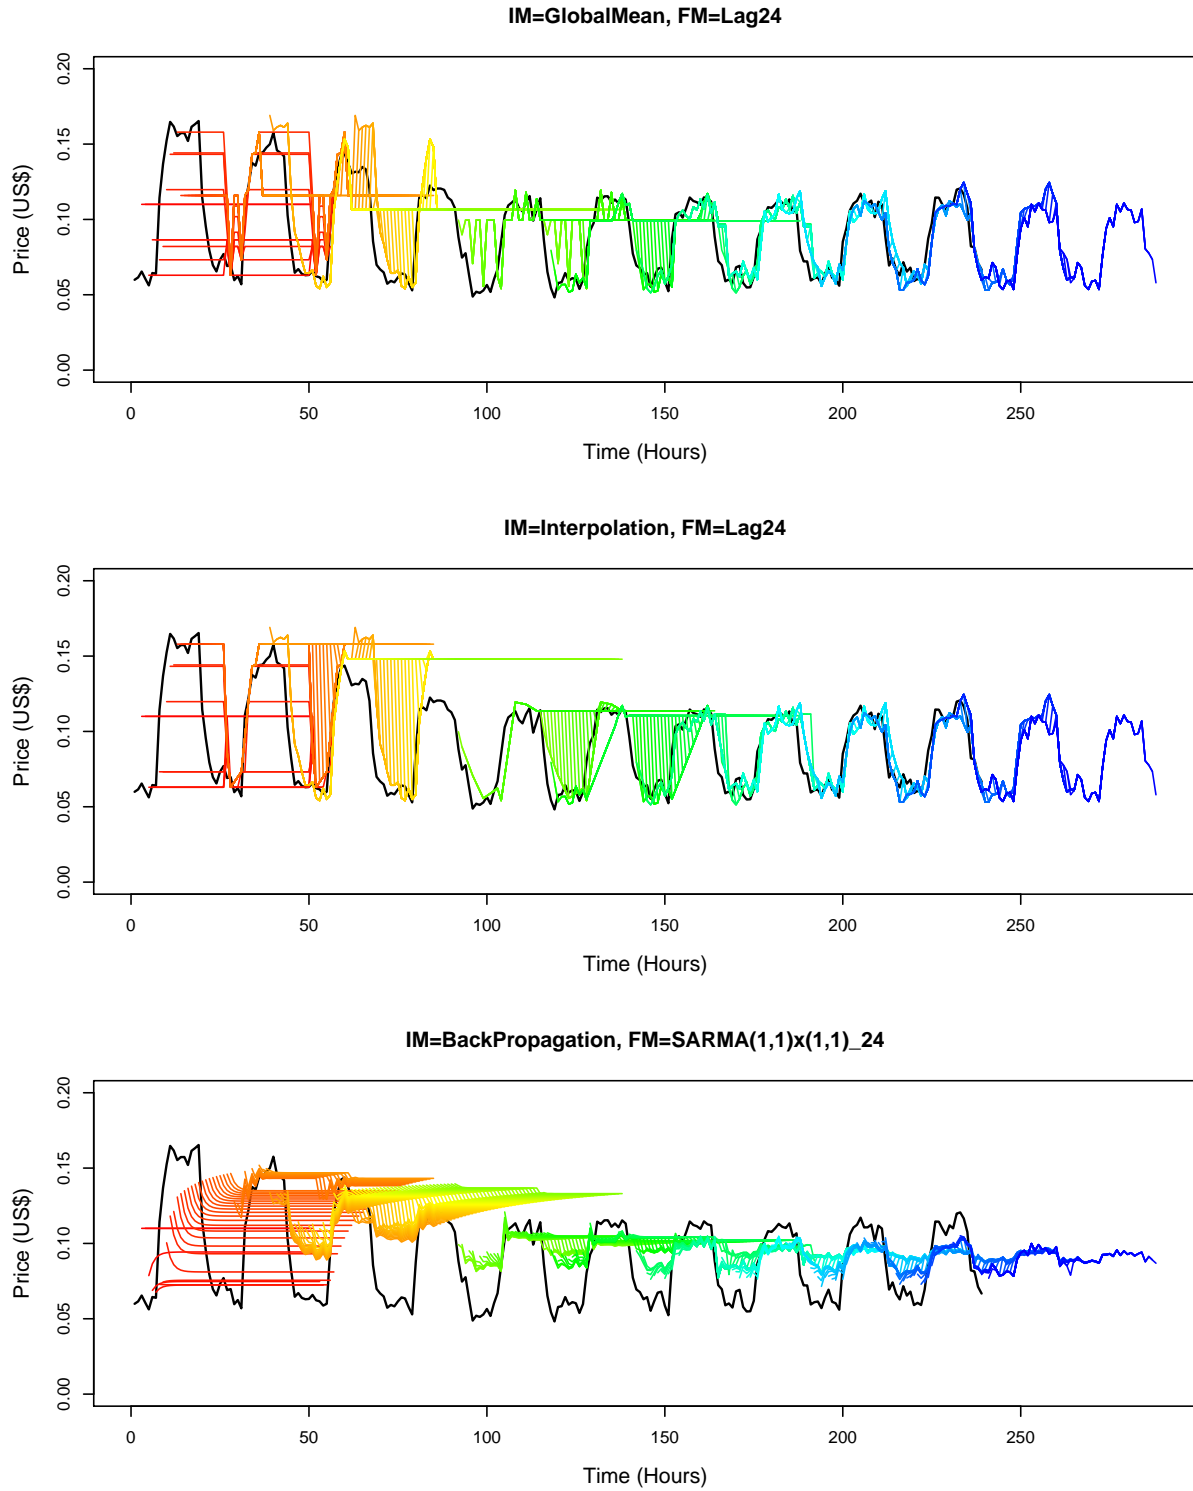 IM=GlobalMean, FM=Lag24
Price (US$)
0.20
0.15
0.10
0.05
0.00
0 50 100 150 200 250
Time (Hours)
IM=Interpolation, FM=Lag24
Price (US$)
0.20
0.15
0.10
0.05
0.00
0 50 100 150 200 250
Time (Hours)
IM=BackPropagation, FM=SARMA(1,1)x(1,1)_24
Price (US$)
0.20
0.15
0.10
0.05
0.00
0 50 100 150 200 250
Time (Hours)